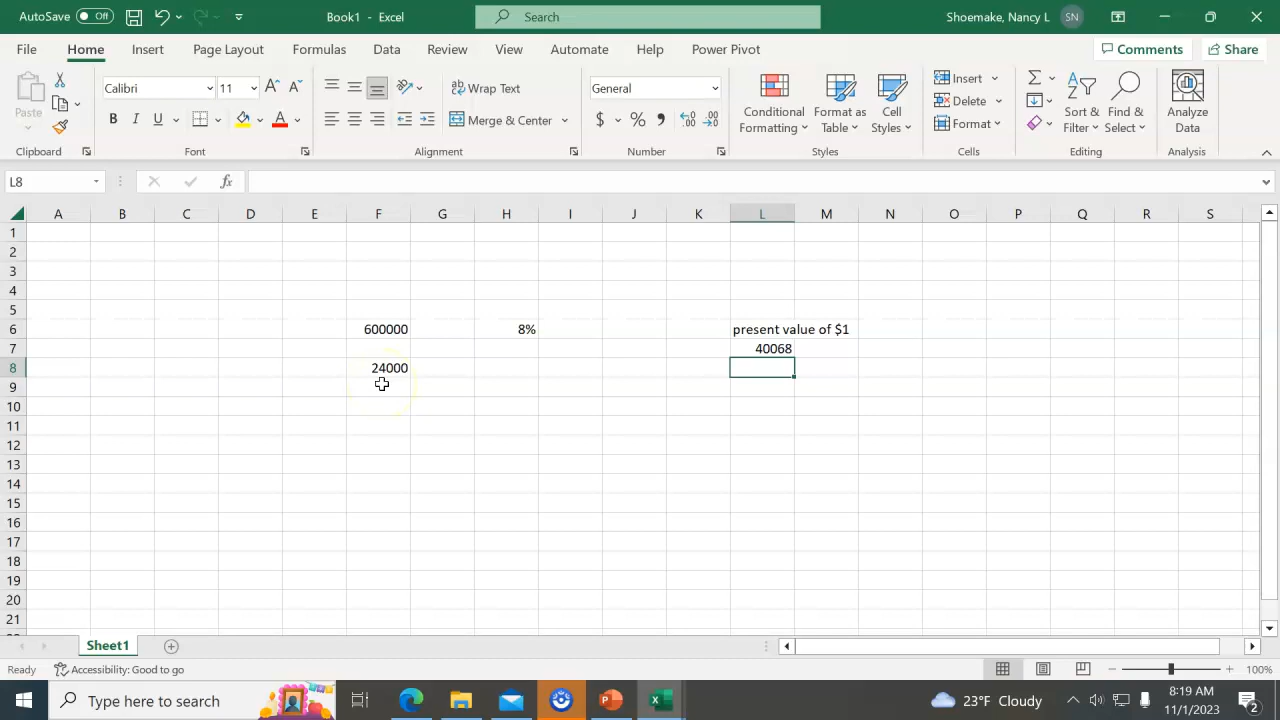 AutoSave Off Book1 - Excel Search Shoemake, Nancy L SN
File Home Insert Page Layout Formulas Data Review View Automate Help Power Pivot Comments Share
Paste
Calibri 11
B I U A
Wrap Text
Merge & Center
General
$ % ,
Conditional Formatting
Format as Table
Cell Styles
Insert
Delete
Format
Sort & Filter
Find & Select
Analyze Data
Clipboard Font Alignment Number Styles Cells Editing Analysis
L8 fx
A B C D E F G H I J K L M N O P Q R S
1
2
3
4
5
6 600000 8% present value of $1
7 40068
8 24000
9
10
11
12
13
14
15
16
17
18
19
20
21
Sheet1
Ready Accessibility: Good to go 100%
Type here to search 23°F Cloudy 8:19 AM
11/1/2023 2